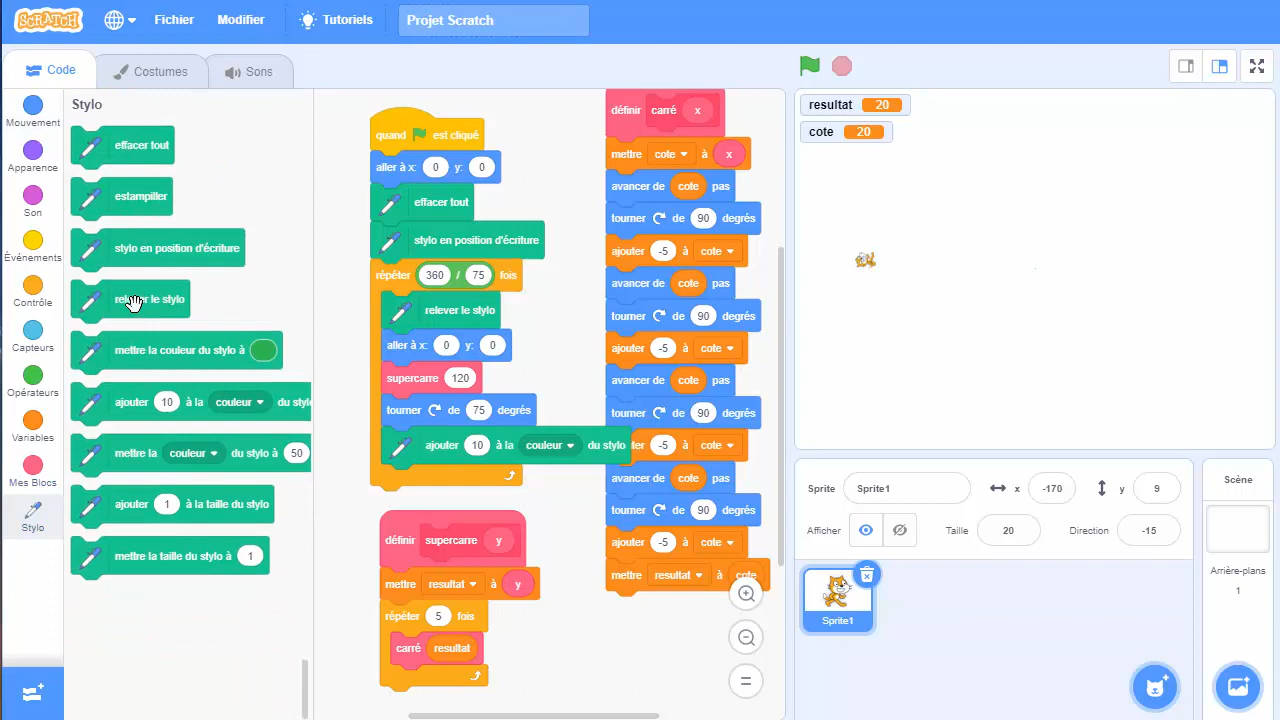 SCRATCH Fichier Modifier Tutoriels Projet Scratch
Code Costumes Sons
Mouvement
Apparence
Son
Événements
Contrôle
Capteurs
Opérateurs
Variables
Mes Blocs
Stylo
Stylo
effacer tout
estampiller
stylo en position d'écriture
le stylo
mettre la couleur du stylo à
ajouter 10 à la couleur du
mettre la couleur du stylo à 50
ajouter 1 à la taille du stylo
mettre la taille du stylo à 1
quand est cliqué
aller à x: 0 y: 0
effacer tout
stylo en position d'écriture
répéter 360 / 75 fois
relever le stylo
aller à x: 0 y: 0
supercarre 120
tourner de 75 degrés
ajouter 10 à la couleur du stylo
définir supercarre y
mettre resultat à y
répéter 5 fois
carré resultat
définir carré x
mettre cote à x
avancer de cote pas
tourner de 90 degrés
ajouter -5 à cote
avancer de cote pas
tourner de 90 degrés
ajouter -5 à cote
avancer de cote pas
tourner de 90 degrés
-5 à cote
avancer de cote pas
tourner de 90 degrés
ajouter -5 à cote
mettre resultat à cote
resultat 20
cote 20
Sprite Sprite1 x -170 y 9
Afficher Taille 20 Direction -15
Sprite1
Scène
Arrière-plans
1